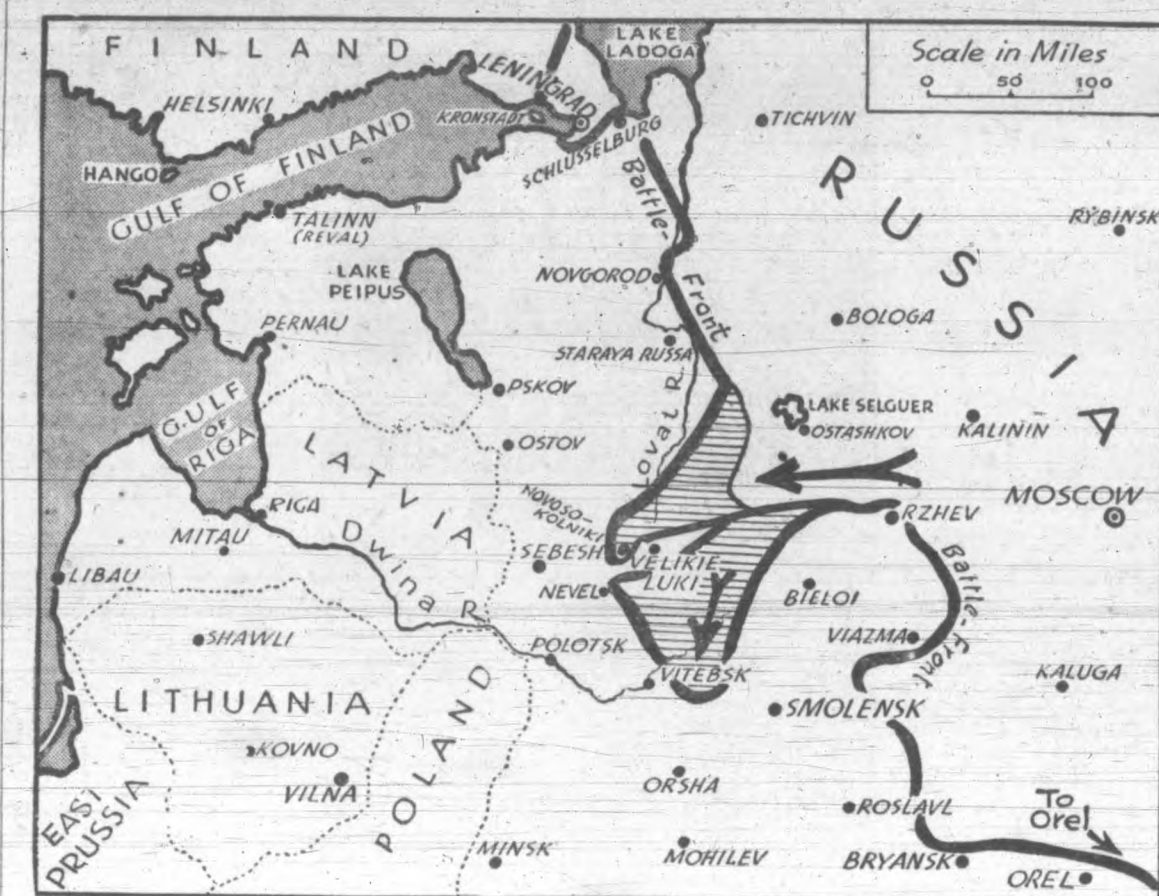 FINLAND
LAKE
LADOGA
Scale in Miles
0 50 100
HELSINKI
LENINGRAD
KRONSTADT
SCHLUSSELBURG
TICHVIN
HANGO
GULF OF FINLAND
TALINN
(REVAL)
Battle-
Front
RUSSIA
RYBINSK
LAKE
PEIPUS
NOVGOROD
BOLOGA
PERNAU
STARAYA RUSSA
PSKOV
Lovat R.
LAKE SELGUER
OSTASHKOV
KALININ
GULF
OF
RIGA
LATVIA
OSTOV
RIGA
MITAU
Dwina R.
NOVOSO-
KOLNIKI
SEBESH
VELIKIE
LUKI
RZHEV
MOSCOW
LIBAU
NEVEL
BIELOI
Battle-Front
SHAWLI
POLOTSK
VIAZMA
VITEBSK
KALUGA
LITHUANIA
POLAND
SMOLENSK
KOVNO
VILNA
ORSHA
ROSLAVL
To
Orel
EAST
PRUSSIA
MINSK
MOHILEV
BRYANSK
OREL